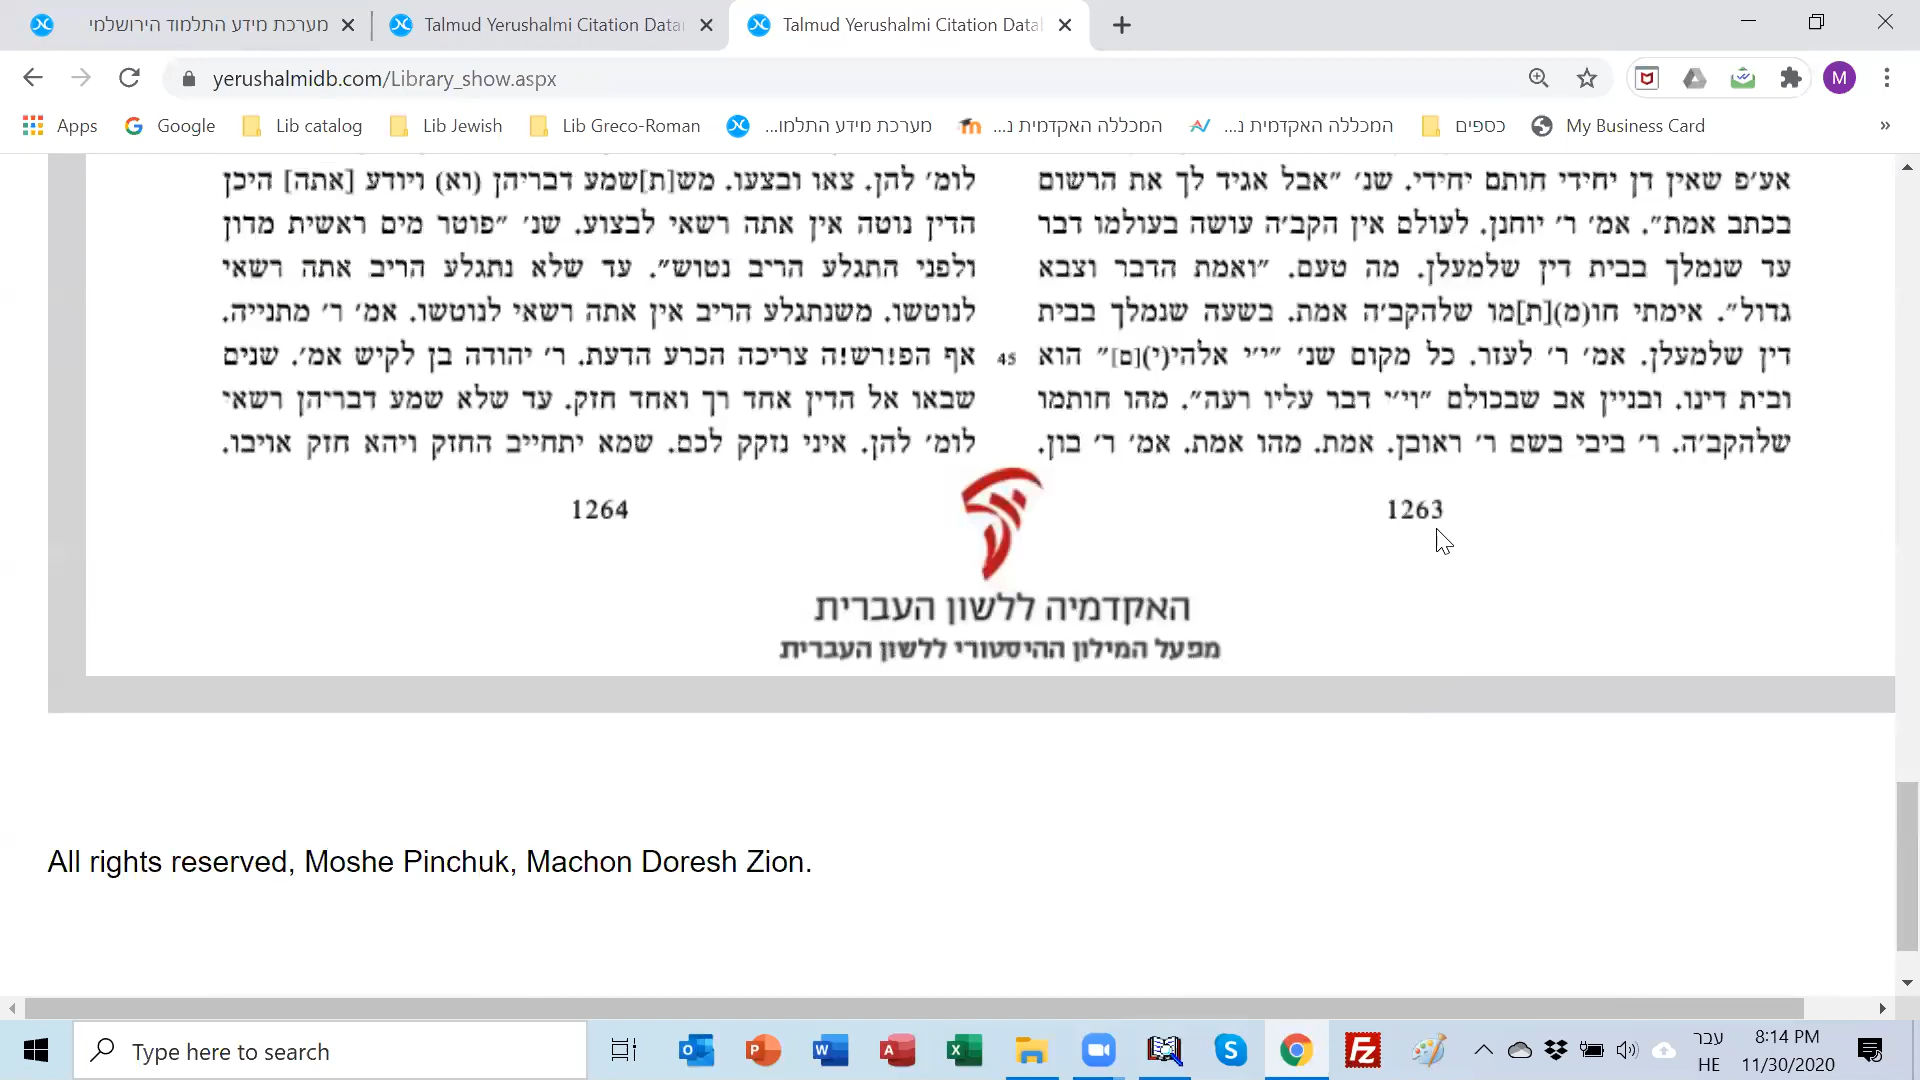 מערכת מידע התלמוד הירושלמי
Talmud Yerushalmi Citation Data
Talmud Yerushalmi Citation Data
yerushalmidb.com/Library_show.aspx
M
Apps
Google
Lib catalog
Lib Jewish
Lib Greco-Roman
מערכת מידע התלמו...
המכללה האקדמית נ...
המכללה האקדמית נ...
כספים
My Business Card
»
אע׳פ שאין דן יחידי חותם יחידי. שנ׳ ״אבל אגיד לך את הרשום
בכתב אמת״. אמ׳ ר׳ יוחנן. לעולם אין הקב׳ה עושה בעולמו דבר
עד שנמלך בבית דין שלמעלן. מה טעם. ״ואמת הדבר וצבא
גדול״. אימתי חו(מ)[ת]מו שלהקב׳ה אמת. בשעה שנמלך בבית
דין שלמעלן. אמ׳ ר׳ לעזר. כל מקום שנ׳ ״י׳י אלהי(י)[ם]״ הוא
ובית דינו. ובניין אב שבכולם ״וי׳י דבר עליו רעה״. מהו חותמו
שלהקב׳ה. ר׳ ביבי בשם ר׳ ראובן. אמת. מהו אמת. אמ׳ ר׳ בון.
1263
45
לומ׳ להן. צאו ובצעו. מש[ת]שמע דבריהן (וא) ויודע [אתה] היכן
הדין נוטה אין אתה רשאי לבצוע. שנ׳ ״פוטר מים ראשית מדון
ולפני התגלע הריב נטוש״. עד שלא נתגלע הריב אתה רשאי
לנוטשו. משנתגלע הריב אין אתה רשאי לנוטשו. אמ׳ ר׳ מתנייה.
אף הפ!רש!ה צריכה הכרע הדעת. ר׳ יהודה בן לקיש אמ׳. שנים
שבאו אל הדין אחד רך ואחד חזק. עד שלא שמע דבריהן רשאי
לומ׳ להן. איני נזקק לכם. שמא יתחייב החזק ויהא חזק אויבו.
1264
האקדמיה ללשון העברית
מפעל המילון ההיסטורי ללשון העברית
All rights reserved, Moshe Pinchuk, Machon Doresh Zion.
Type here to search
עבר
HE
8:14 PM
11/30/2020